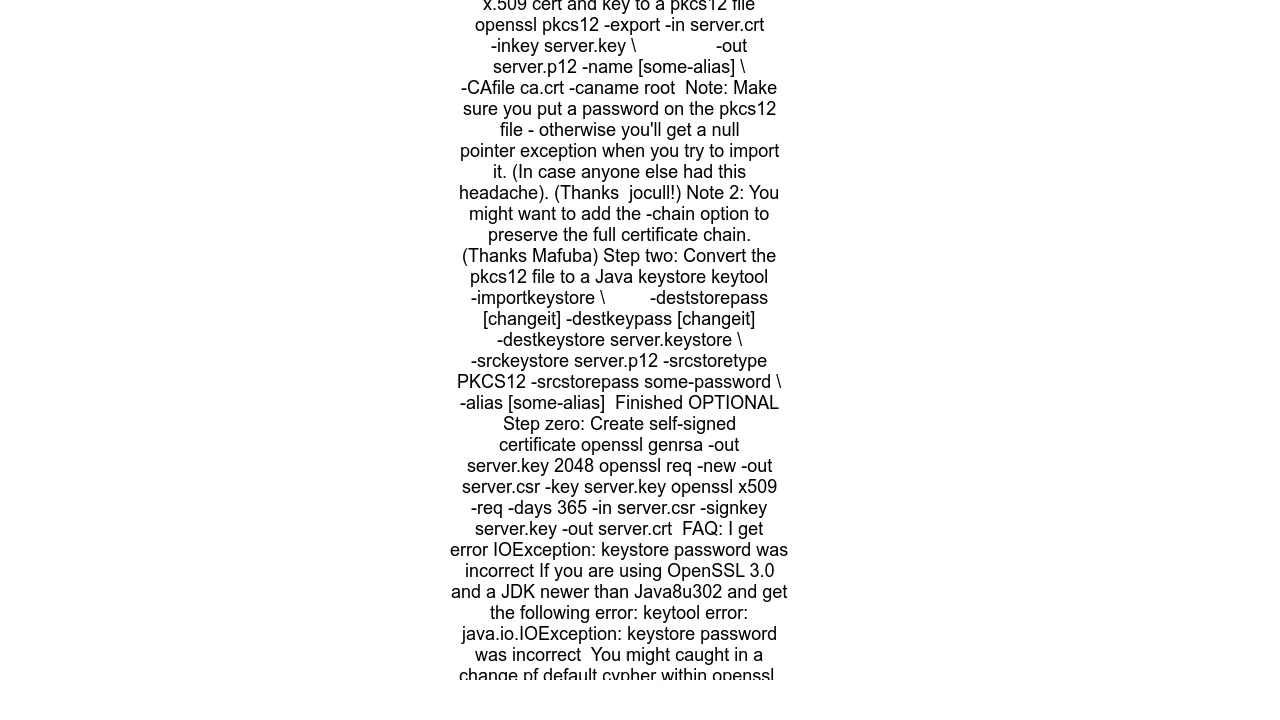 x.509 cert and key to a pkcs12 file
openssl pkcs12 -export -in server.crt
-inkey server.key \ -out
server.p12 -name [some-alias] \
-CAfile ca.crt -caname root Note: Make
sure you put a password on the pkcs12
file - otherwise you'll get a null
pointer exception when you try to import
it. (In case anyone else had this
headache). (Thanks jocull!) Note 2: You
might want to add the -chain option to
preserve the full certificate chain.
(Thanks Mafuba) Step two: Convert the
pkcs12 file to a Java keystore keytool
-importkeystore \ -deststorepass
[changeit] -destkeypass [changeit]
-destkeystore server.keystore \
-srckeystore server.p12 -srcstoretype
PKCS12 -srcstorepass some-password \
-alias [some-alias] Finished OPTIONAL
Step zero: Create self-signed
certificate openssl genrsa -out
server.key 2048 openssl req -new -out
server.csr -key server.key openssl x509
-req -days 365 -in server.csr -signkey
server.key -out server.crt FAQ: I get
error IOException: keystore password was
incorrect If you are using OpenSSL 3.0
and a JDK newer than Java8u302 and get
the following error: keytool error:
java.io.IOException: keystore password
was incorrect You might caught in a
change pf default cypher within openssl